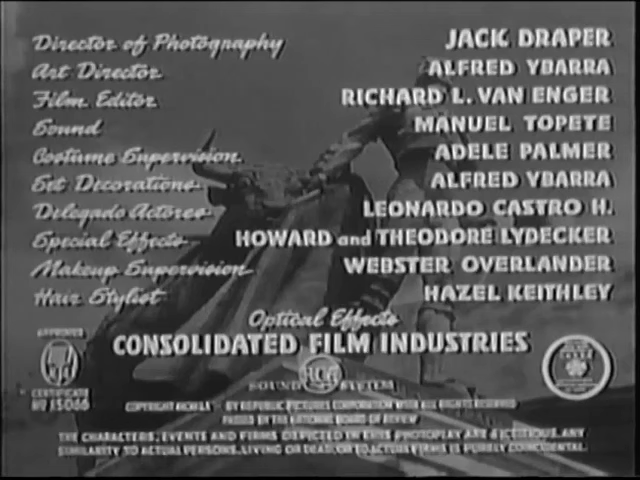 Director of Photography JACK DRAPER
Art Director ALFRED YBARRA
Film Editor RICHARD L. VAN ENGER
Sound MANUEL TOPETE
Costume Supervision ADELE PALMER
Set Decorations ALFRED YBARRA
Delegado Actores LEONARDO CASTRO H.
Special Effects HOWARD and THEODORE LYDECKER
Makeup Supervision WEBSTER OVERLANDER
Hair Stylist HAZEL KEITHLEY
Optical Effects
CONSOLIDATED FILM INDUSTRIES
APPROVED
CERTIFICATE
No 15066
RCA
SOUND SYSTEM
COPYRIGHT BY REPUBLIC PICTURES CORPORATION ALL RIGHTS RESERVED
PASSED BY THE NATIONAL BOARD OF REVIEW
THE CHARACTERS, EVENTS AND FIRMS DEPICTED IN THIS PHOTOPLAY ARE FICTITIOUS. ANY
SIMILARITY TO ACTUAL PERSONS, LIVING OR DEAD, OR TO ACTUAL FIRMS IS PURELY COINCIDENTAL.